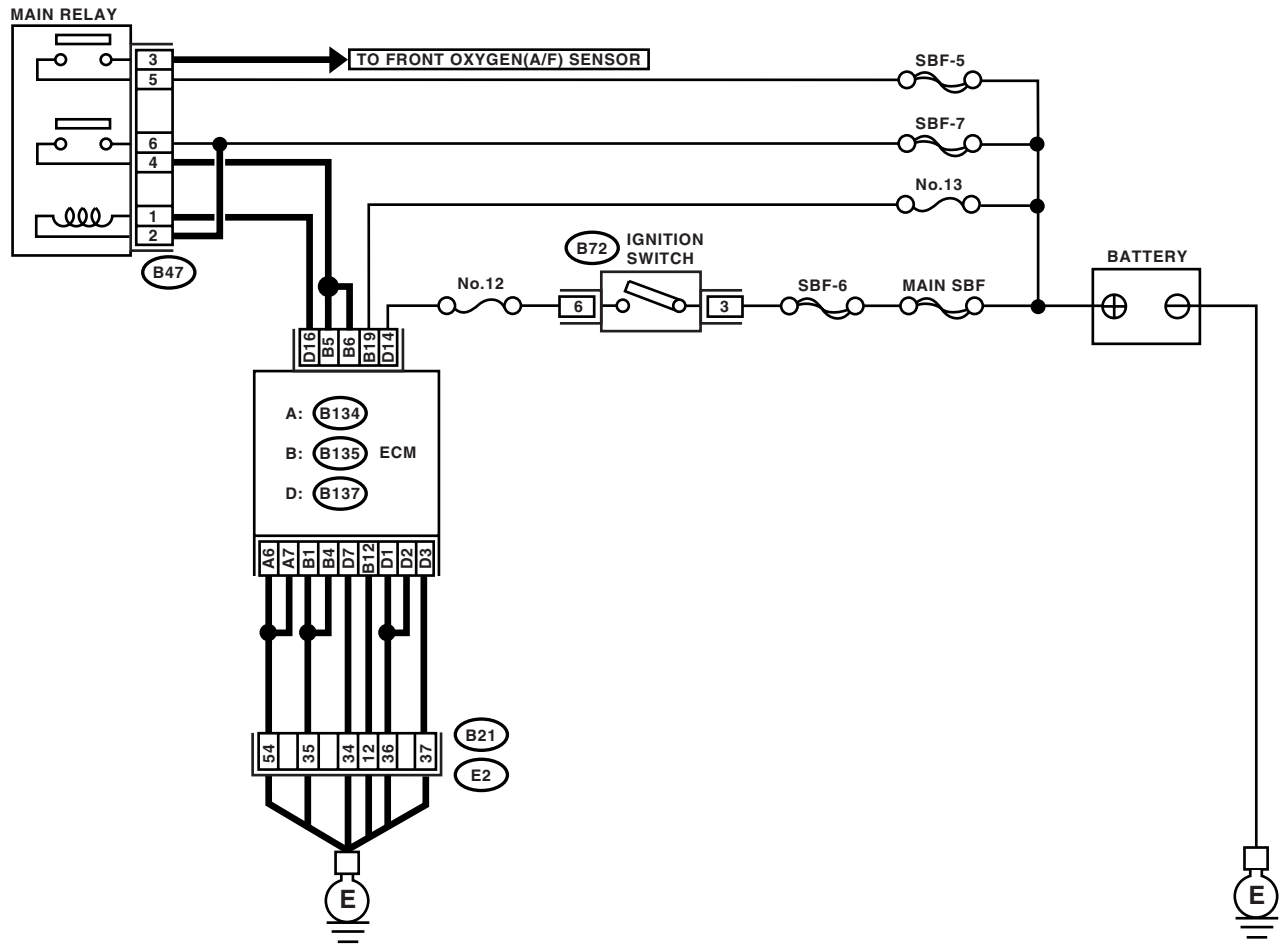 MAIN RELAY
3
TO FRONT OXYGEN(A/F) SENSOR
5
SBF-5
6
SBF-7
4
No.13
1
2
B47
B72
IGNITION
SWITCH
No.12
6
3
SBF-6
MAIN SBF
BATTERY
D16
B5
B6
B19
D14
A:
B134
B:
B135
ECM
D:
B137
A6
A7
B1
B4
D7
B12
D1
D2
D3
54
35
34
12
36
37
B21
E2
E
E